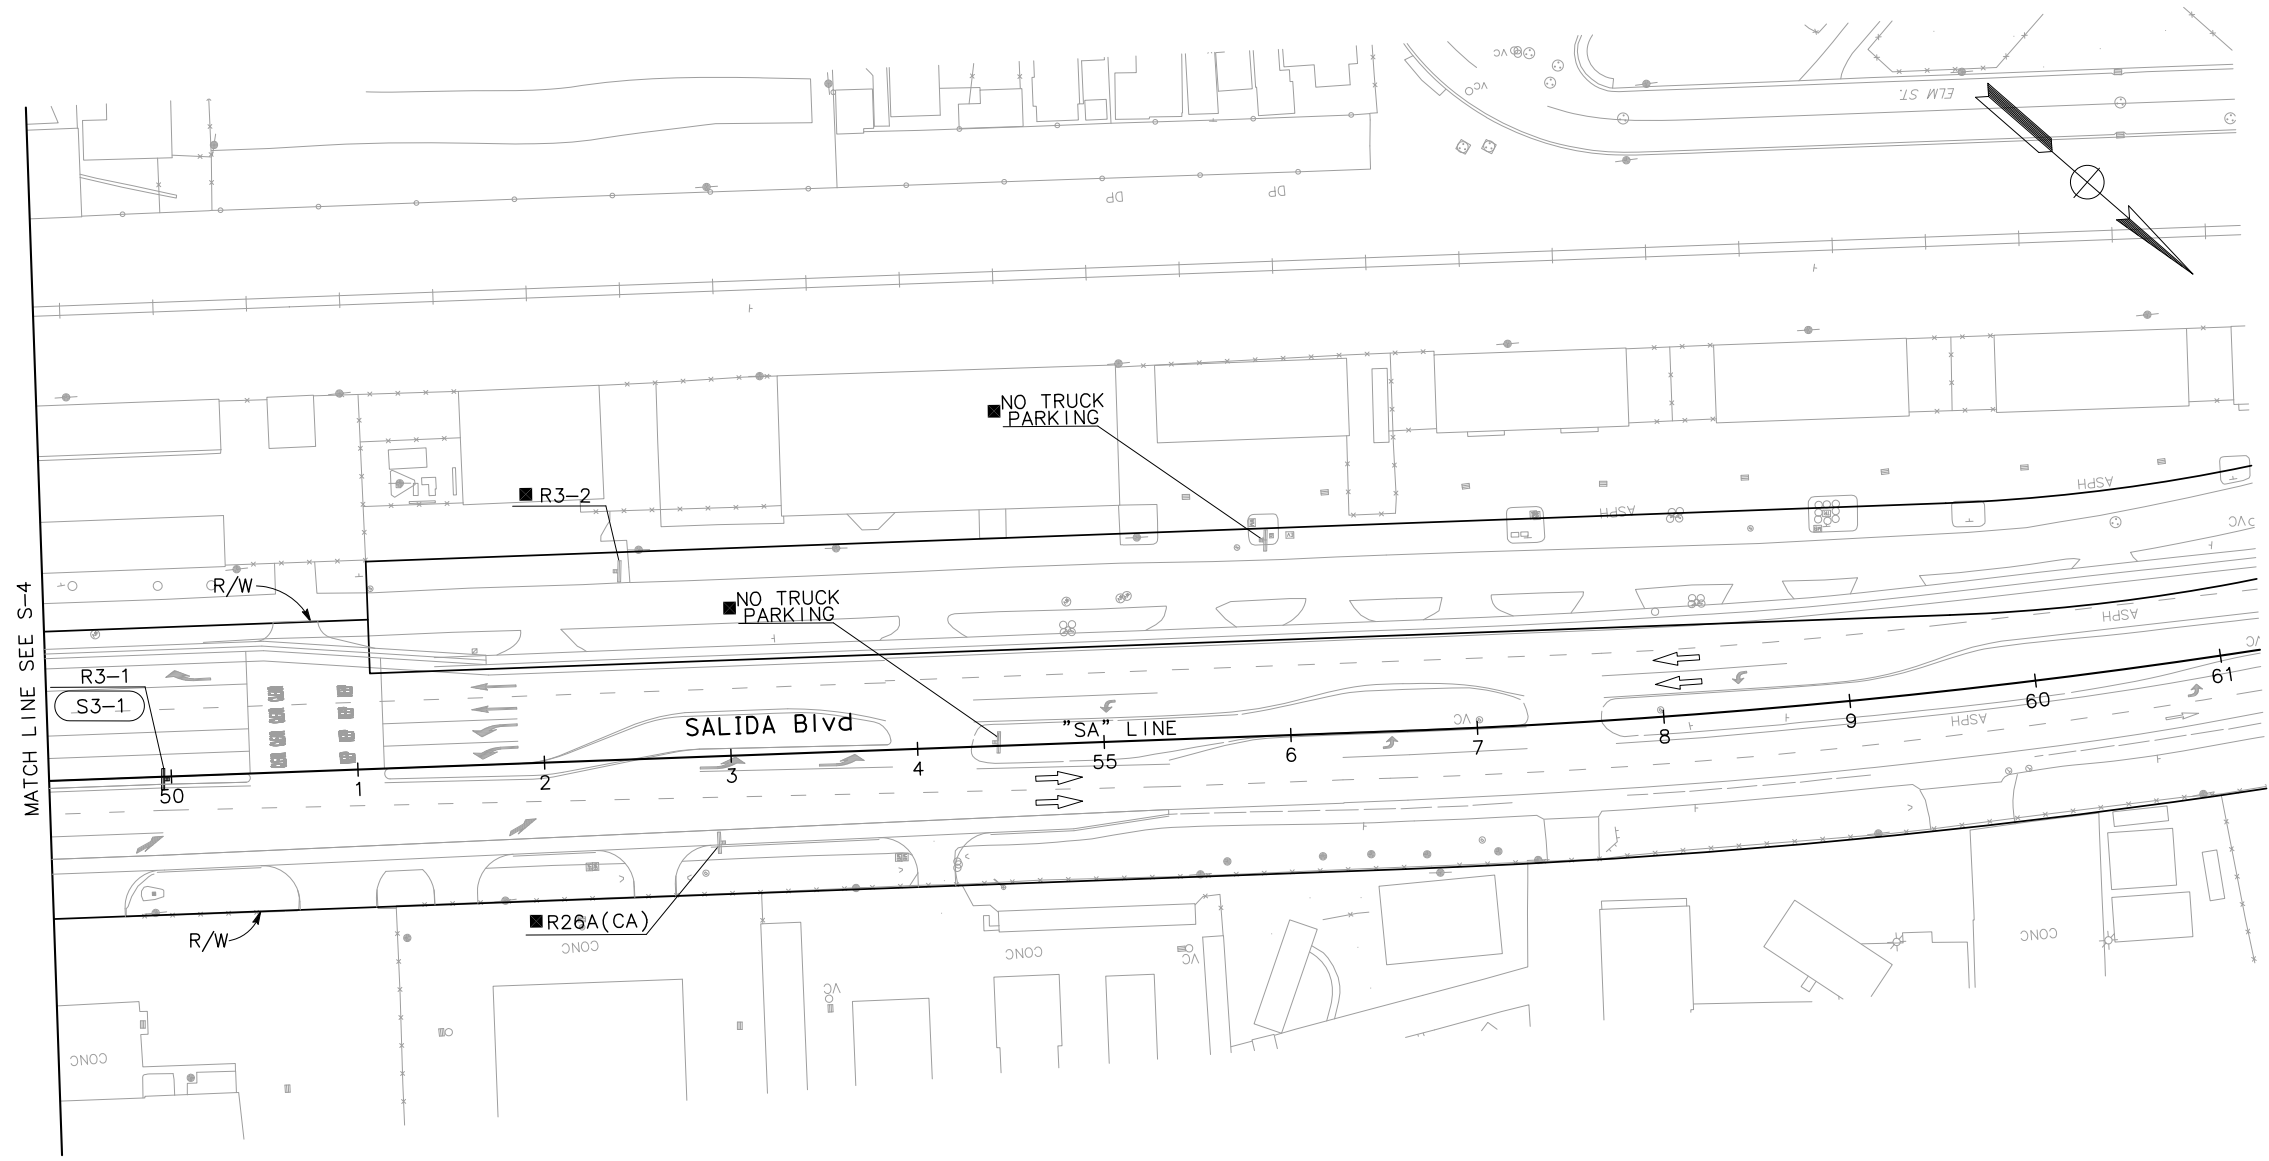 VC
VC
ELM ST.
DP
DP
NO TRUCK
PARKING
R3-2
ASPH
ASPH
VC
R/W
NO TRUCK
PARKING
ASPH
VC
MATCH LINE SEE S-4
R3-1
S3-1
SALIDA Blvd
"SA" LINE
VC
ASPH
50
1
2
3
4
55
6
7
8
9
60
61
R/W
R26A(CA)
CONC
CONC
VC
VC
CONC
CONC